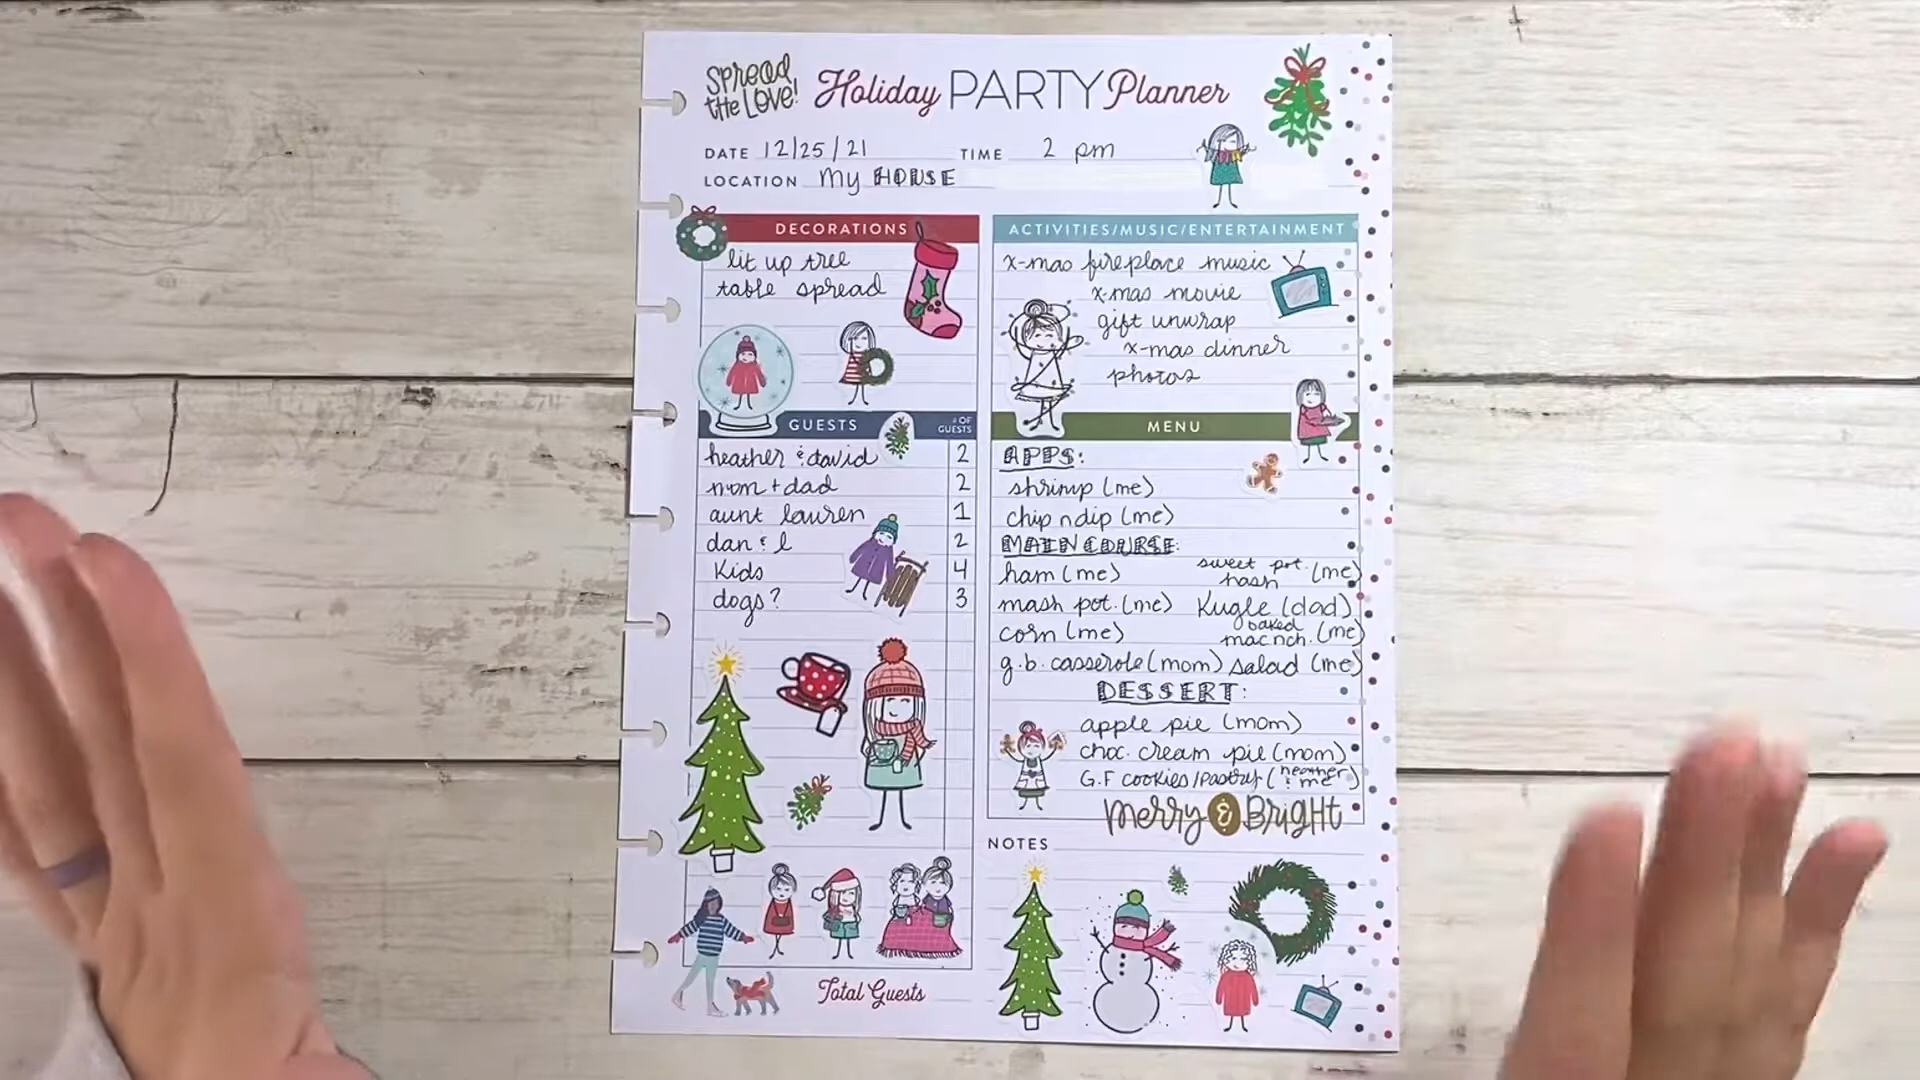 Spread the Love!
Holiday PARTY Planner
DATE 12/25/21 TIME 2 pm
LOCATION My HOUSE
DECORATIONS
lit up tree
table spread
ACTIVITIES/MUSIC/ENTERTAINMENT
x-mas fireplace music
x-mas movie
gift unwrap
x-mas dinner
photos
GUESTS # OF GUESTS
heather & david 2
mom + dad 2
aunt lauren 1
dan & l 2
Kids 4
dogs? 3
Total Guests
MENU
APPS:
shrimp (me)
chip n dip (me)
MAIN COURSE:
ham (me) sweet pot. hash (me)
mash pot. (me) Kugle (dad)
corn (me) baked mac nch. (me)
g.b. casserole (mom) salad (me)
DESSERT:
apple pie (mom)
choc. cream pie (mom)
G.F cookies/pastry (heather & me)
Merry & Bright
NOTES